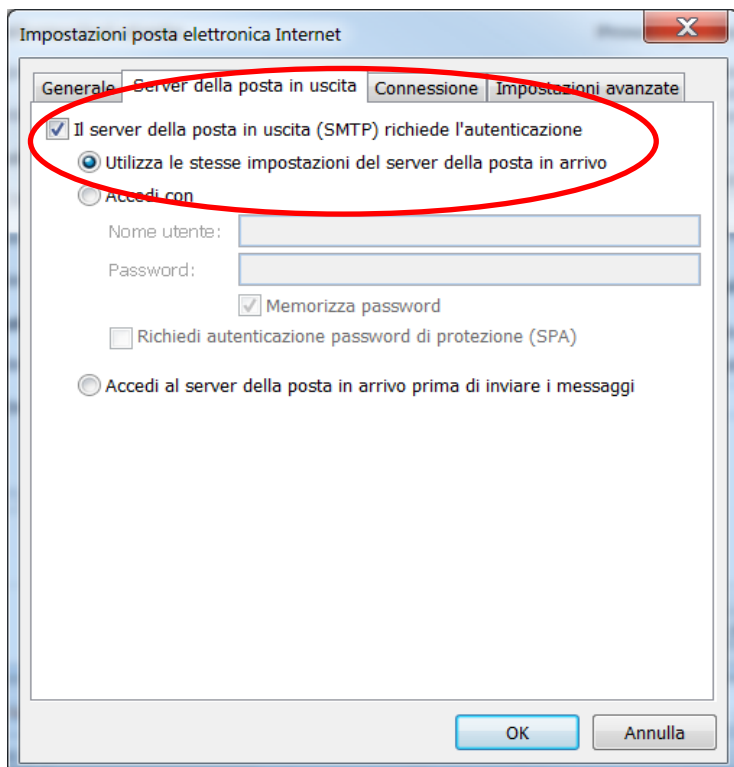 Impostazioni posta elettronica Internet
Generale Server della posta in uscita Connessione Impostazioni avanzate
Il server della posta in uscita (SMTP) richiede l'autenticazione
Utilizza le stesse impostazioni del server della posta in arrivo
Accedi con
Nome utente:
Password:
Memorizza password
Richiedi autenticazione password di protezione (SPA)
Accedi al server della posta in arrivo prima di inviare i messaggi
OK Annulla